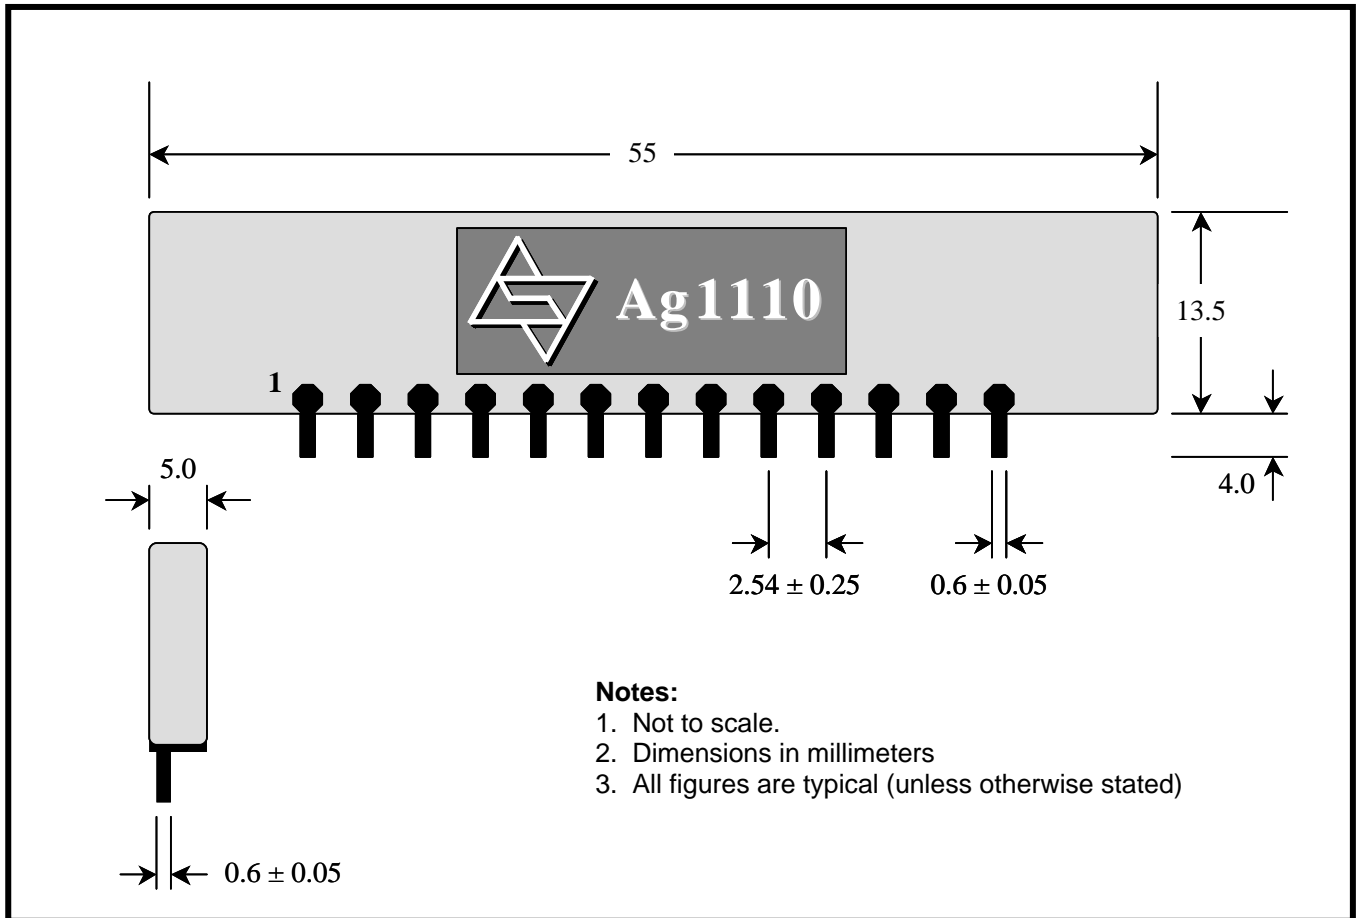 55
Ag1110
13.5
1
4.0
5.0
2.54 ± 0.25
0.6 ± 0.05
Notes:
1. Not to scale.
2. Dimensions in millimeters
3. All figures are typical (unless otherwise stated)
0.6 ± 0.05